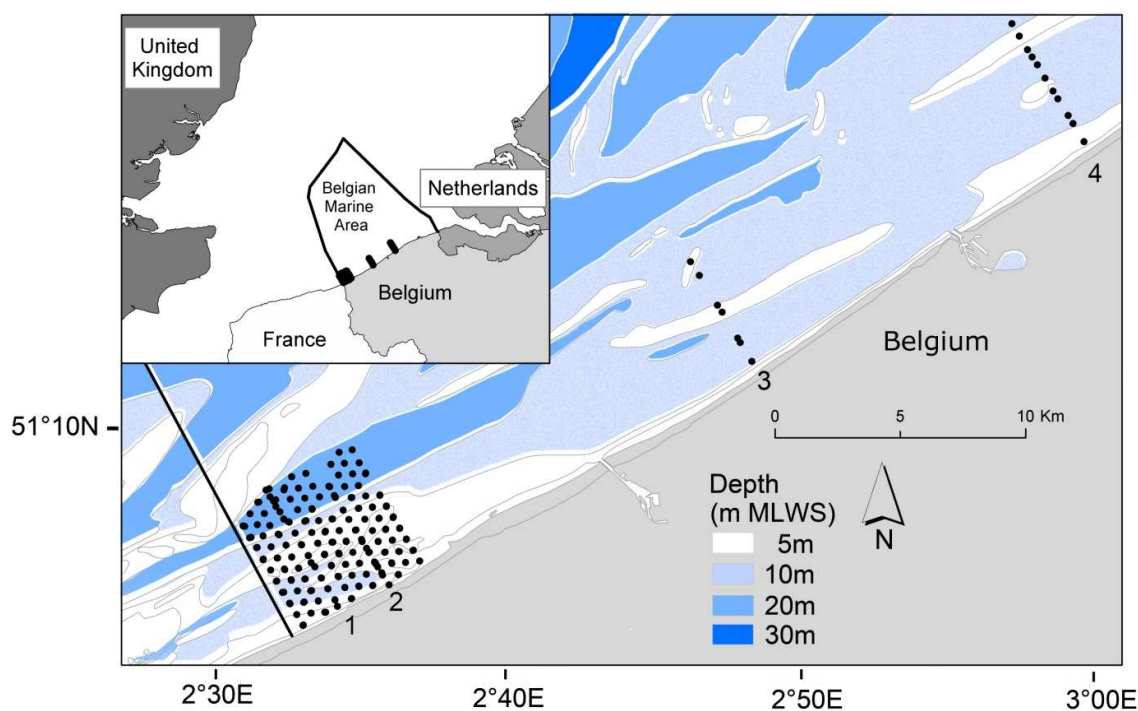 United
Kingdom
Belgian
Marine
Area
Netherlands
Belgium
France
4
Belgium
3
0 5 10 Km
51°10N
Depth
(m MLWS)
5m
10m
20m
30m
N
2
1
2°30E 2°40E 2°50E 3°00E